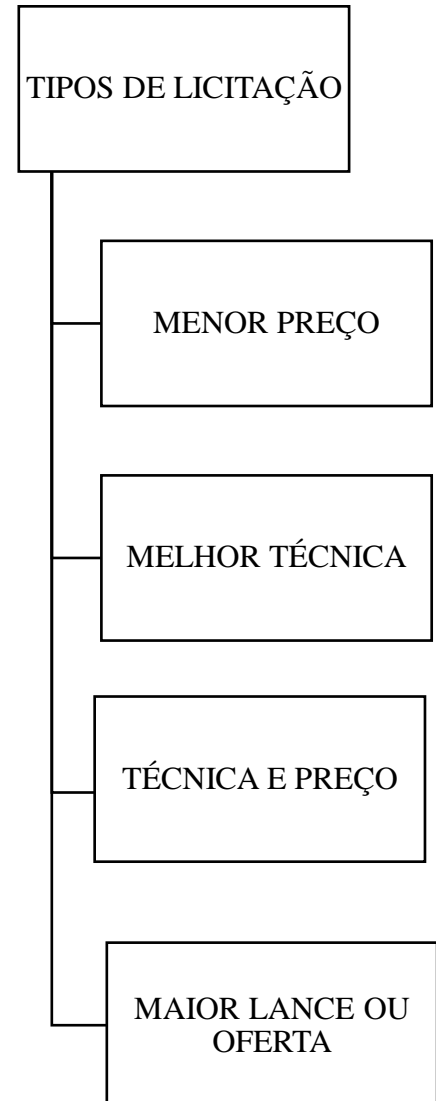 TIPOS DE LICITAÇÃO
MENOR PREÇO
MELHOR TÉCNICA
TÉCNICA E PREÇO
MAIOR LANCE OU
OFERTA